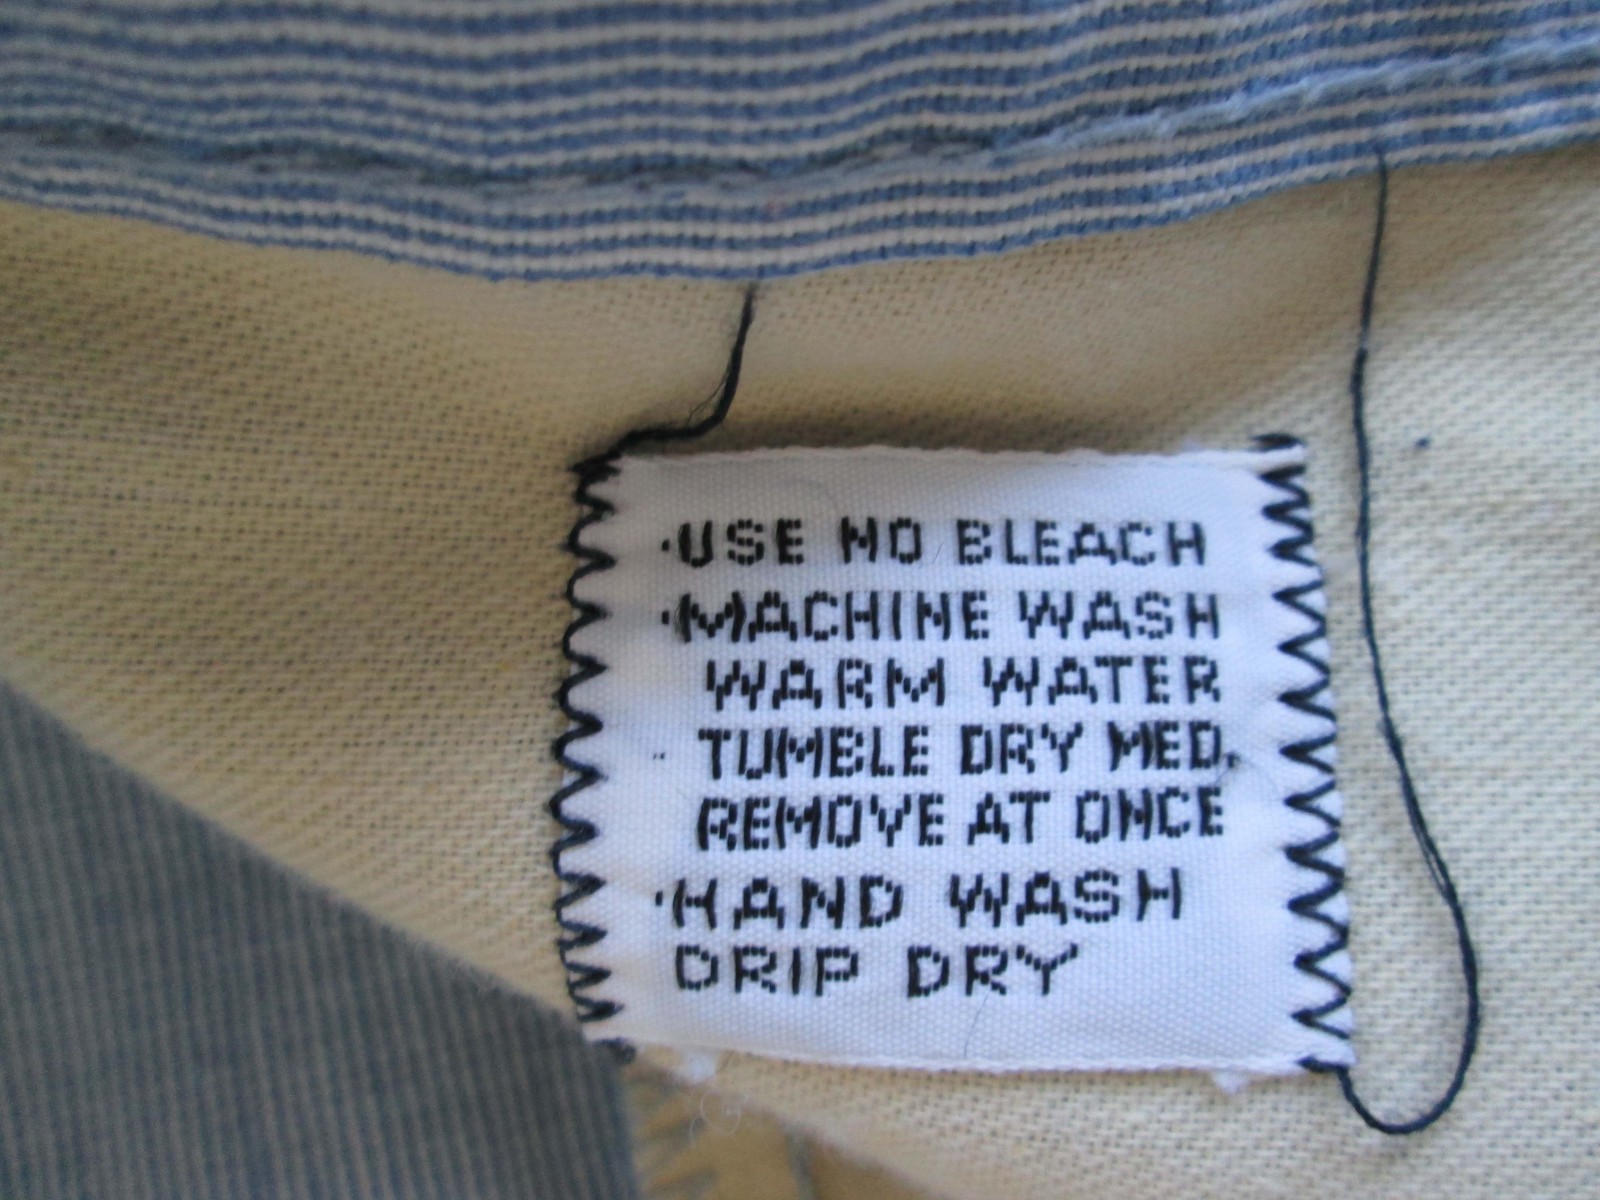 ·USE NO BLEACH
·MACHINE WASH
WARM WATER
TUMBLE DRY MED.
REMOVE AT ONCE
·HAND WASH
DRIP DRY